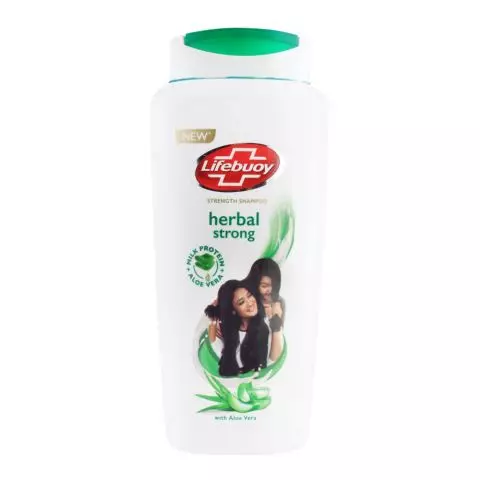 NEW*
Lifebuoy
STRENGTH SHAMPOO
herbal
strong
MILK PROTEIN
+ ALOE VERA +
with Aloe Vera